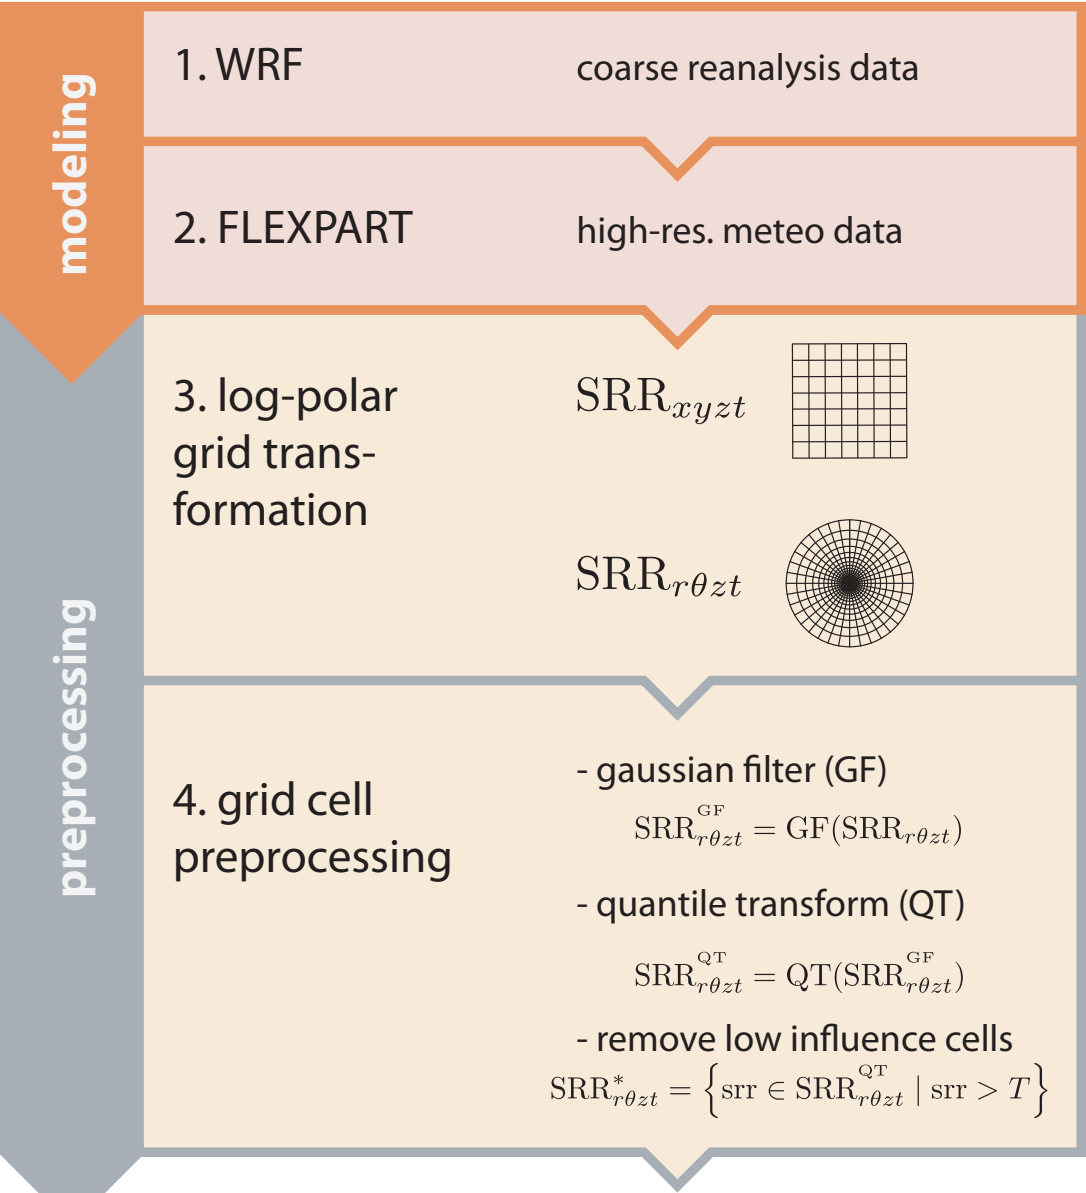 modeling
1. WRF
coarse reanalysis data
2. FLEXPART
high-res. meteo data
preprocessing
3. log-polar
grid trans-
formation
SRR_{xyzt}
SRR_{rθzt}
4. grid cell
preprocessing
- gaussian filter (GF)
SRR^{GF}_{rθzt} = GF(SRR_{rθzt})
- quantile transform (QT)
SRR^{QT}_{rθzt} = QT(SRR^{GF}_{rθzt})
- remove low influence cells
SRR^{*}_{rθzt} = {srr ∈ SRR^{QT}_{rθzt} | srr > T}